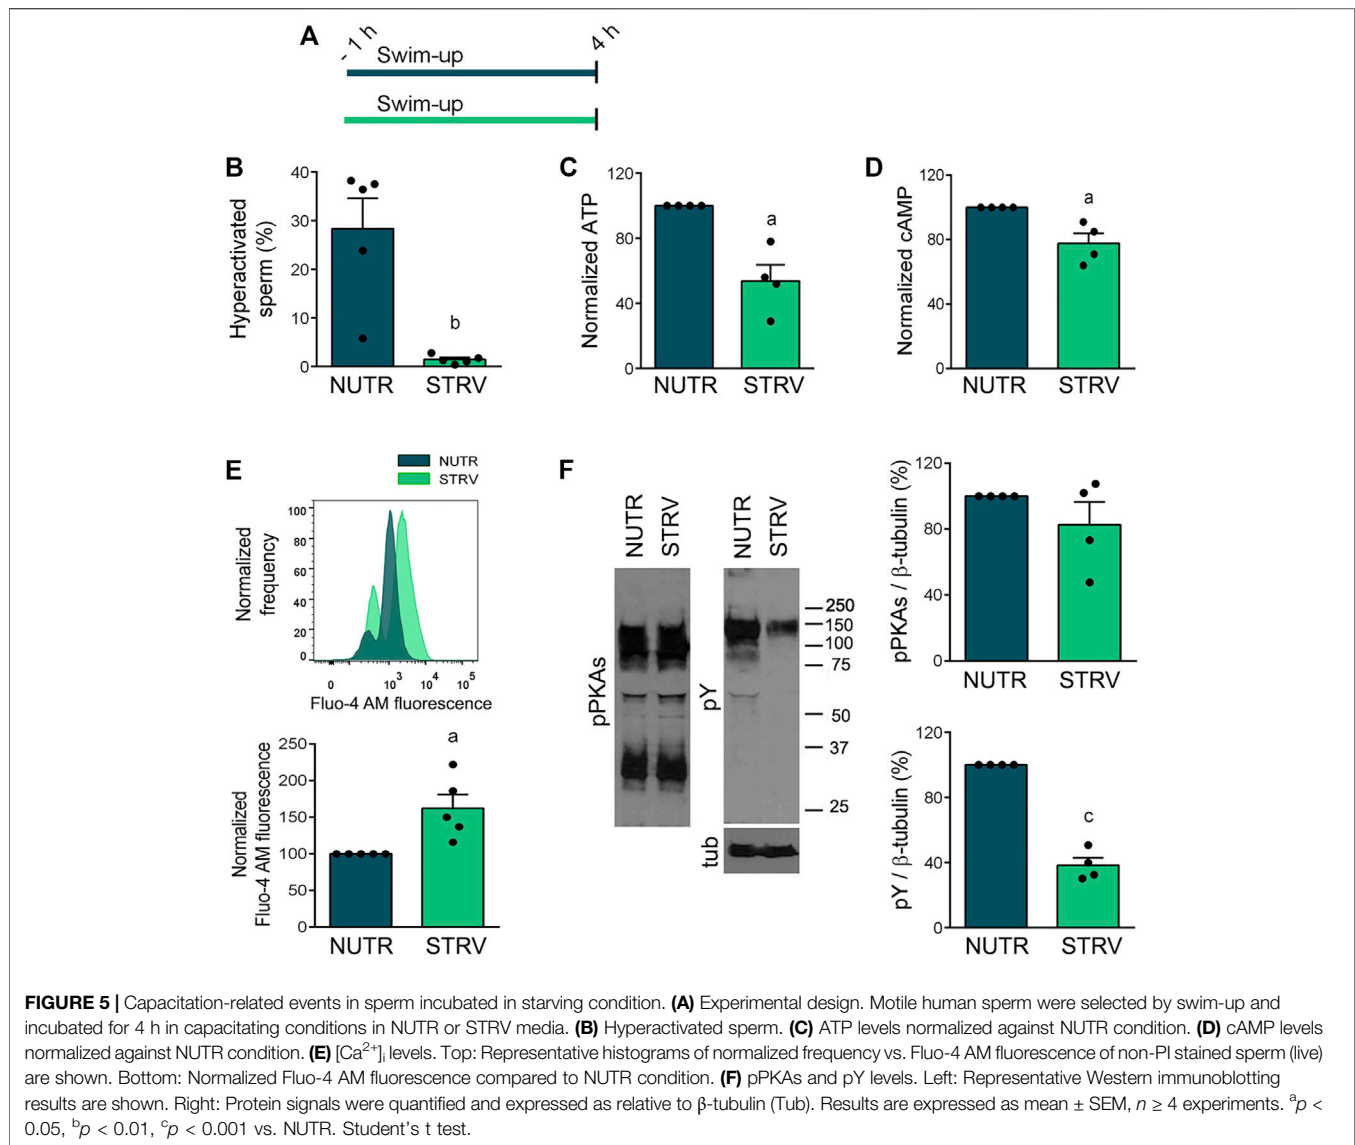 A
- 1 h
4 h
Swim-up
Swim-up
B
Hyperactivated
sperm (%)
40
30
20
10
0
b
NUTR STRV
C
Normalized ATP
120
80
40
0
a
NUTR STRV
D
Normalized cAMP
120
80
40
0
a
NUTR STRV
E
NUTR
STRV
Normalized
frequency
100
80
60
40
20
0
0 10³ 10⁴ 10⁵
Fluo-4 AM fluorescence
Normalized
Fluo-4 AM fluorescence
250
200
150
100
50
0
a
NUTR STRV
F
NUTR
STRV
NUTR
STRV
pPKAs
pY
250
150
100
75
50
37
25
tub
pPKAs / β-tubulin (%)
120
80
40
0
NUTR STRV
pY / β-tubulin (%)
120
80
40
0
c
NUTR STRV
FIGURE 5 | Capacitation-related events in sperm incubated in starving condition. (A) Experimental design. Motile human sperm were selected by swim-up and
incubated for 4 h in capacitating conditions in NUTR or STRV media. (B) Hyperactivated sperm. (C) ATP levels normalized against NUTR condition. (D) cAMP levels
normalized against NUTR condition. (E) [Ca²⁺]ᵢ levels. Top: Representative histograms of normalized frequency vs. Fluo-4 AM fluorescence of non-PI stained sperm (live)
are shown. Bottom: Normalized Fluo-4 AM fluorescence compared to NUTR condition. (F) pPKAs and pY levels. Left: Representative Western immunoblotting
results are shown. Right: Protein signals were quantified and expressed as relative to β-tubulin (Tub). Results are expressed as mean ± SEM, n ≥ 4 experiments. ᵃp <
0.05, ᵇp < 0.01, ᶜp < 0.001 vs. NUTR. Student's t test.